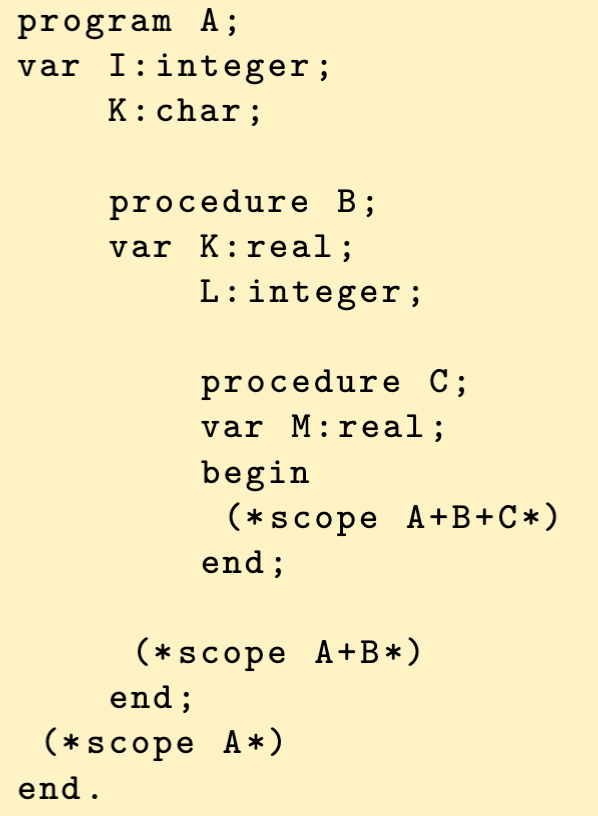 program A;
var I:integer;
K:char;
procedure B;
var K:real;
L:integer;
procedure C;
var M:real;
begin
(*scope A+B+C*)
end;
(*scope A+B*)
end;
(*scope A*)
end.